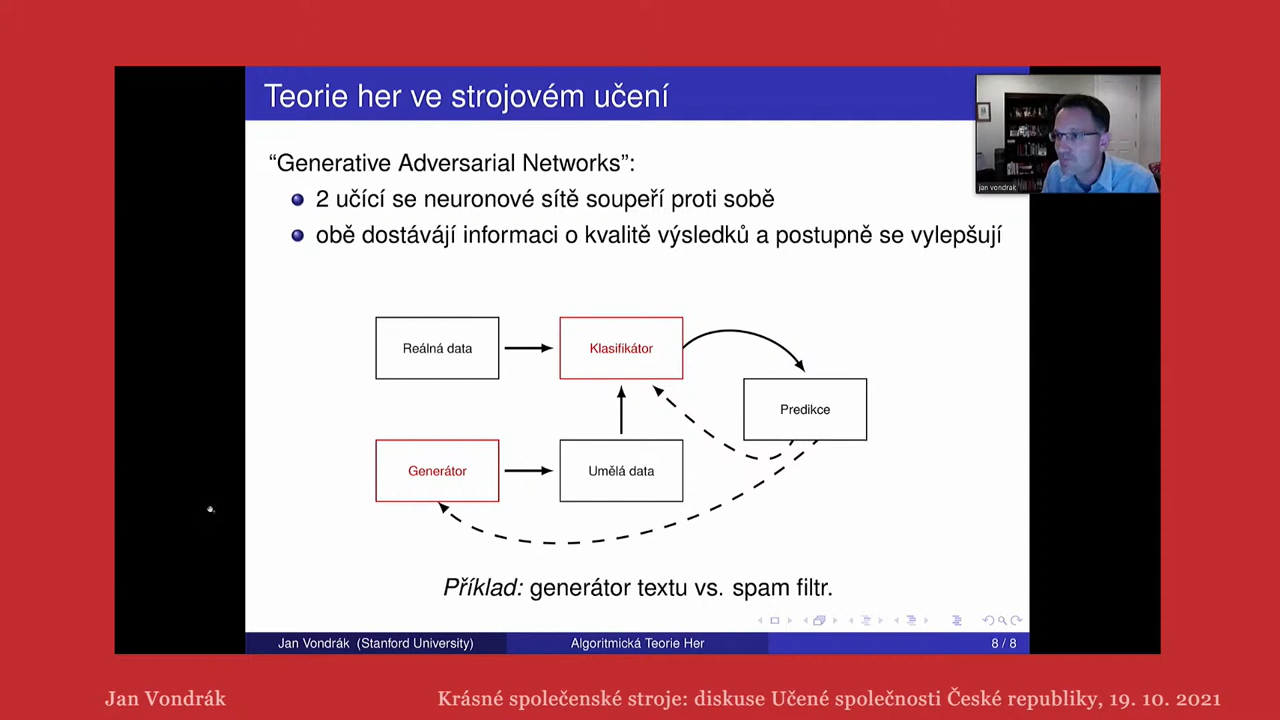 Teorie her ve strojovém učení
“Generative Adversarial Networks”:
2 učící se neuronové sítě soupeří proti sobě
obě dostávájí informaci o kvalitě výsledků a postupně se vylepšují
Reálná data
Klasifikátor
Predikce
Generátor
Umělá data
Příklad: generátor textu vs. spam filtr.
Jan Vondrák (Stanford University)
Algoritmická Teorie Her
8 / 8
jan vondrak
Jan Vondrák
Krásné společenské stroje: diskuse Učené společnosti České republiky, 19. 10. 2021